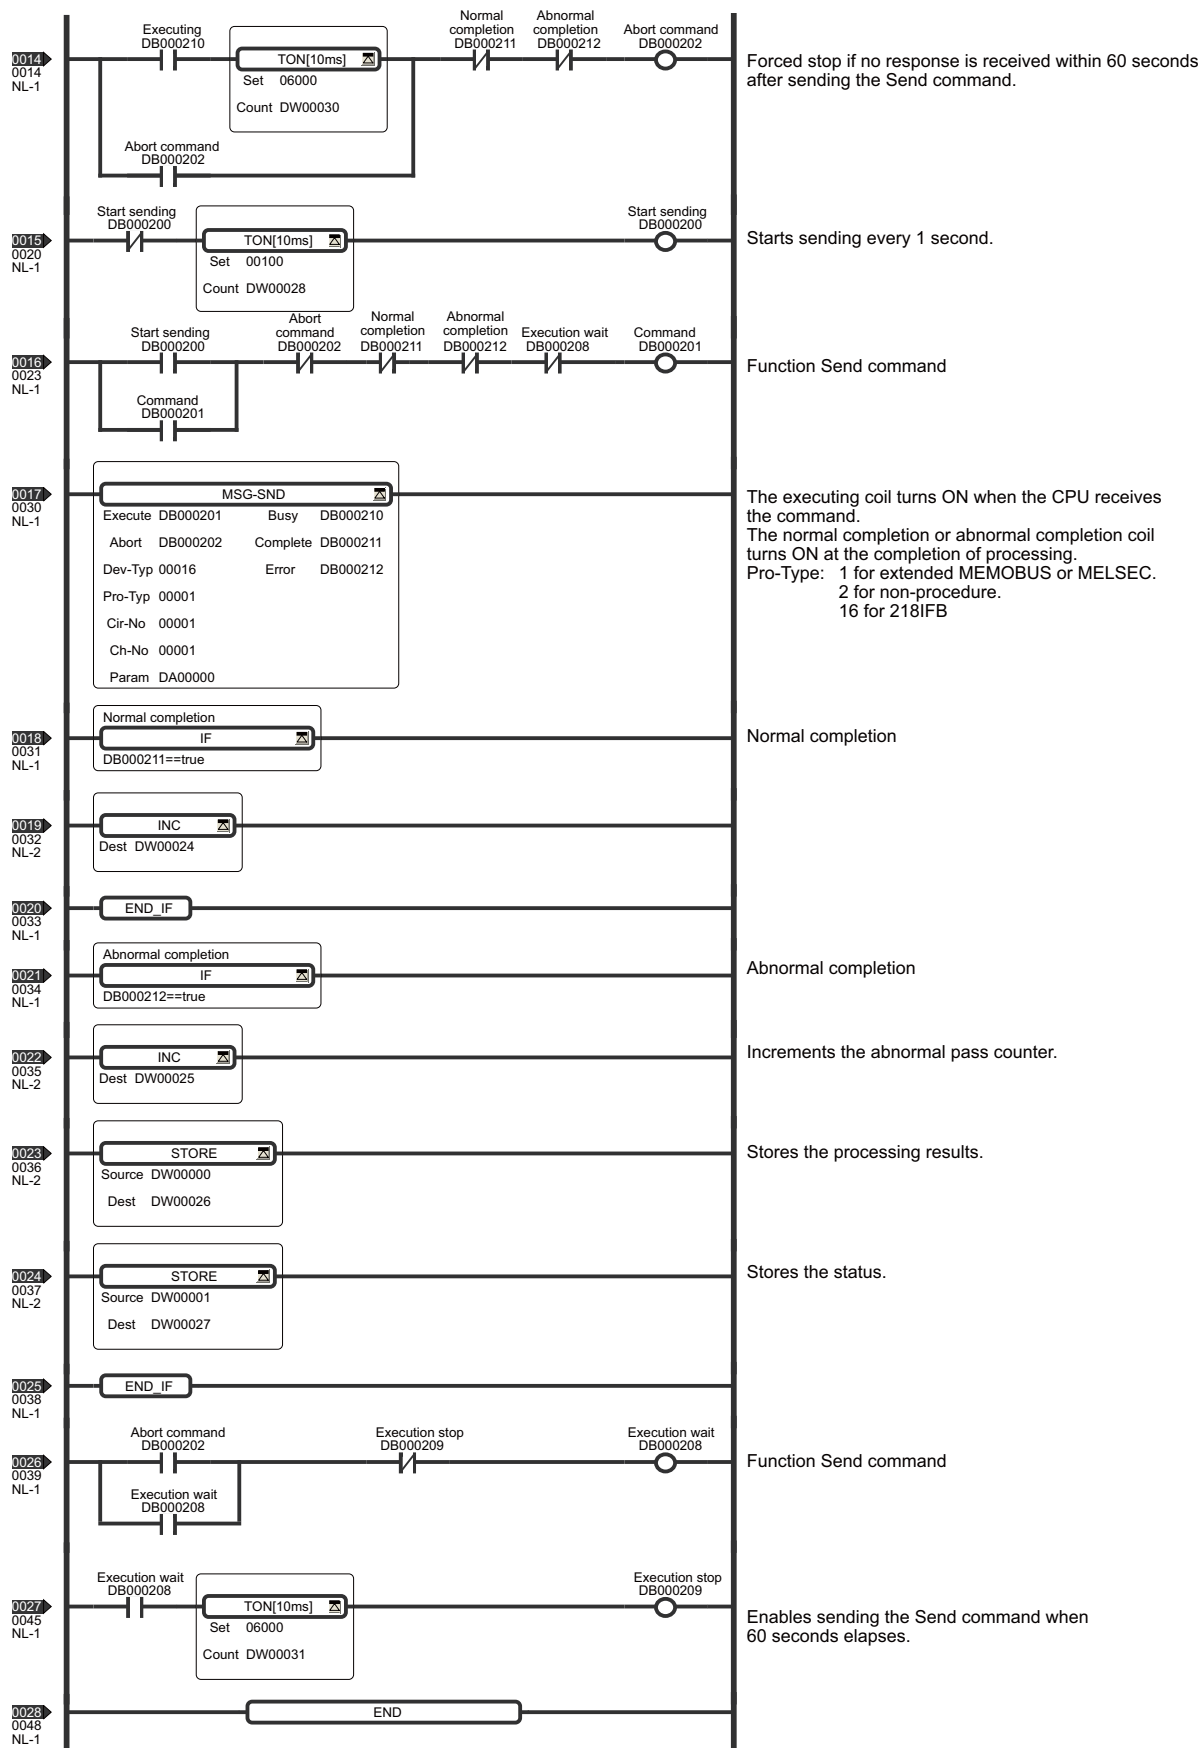 Executing
DB000210
Normal
completion
DB000211
Abnormal
completion
DB000212
Abort command
DB000202
0014
0014
NL-1
TON[10ms]
Set 06000
Count DW00030
Abort command
DB000202
Forced stop if no response is received within 60 seconds
after sending the Send command.
Start sending
DB000200
Start sending
DB000200
0015
0020
NL-1
TON[10ms]
Set 00100
Count DW00028
Starts sending every 1 second.
Start sending
DB000200
Abort
command
DB000202
Normal
completion
DB000211
Abnormal
completion
DB000212
Execution wait
DB000208
Command
DB000201
0016
0023
NL-1
Command
DB000201
Function Send command
0017
0030
NL-1
MSG-SND
Execute DB000201 Busy DB000210
Abort DB000202 Complete DB000211
Dev-Typ 00016 Error DB000212
Pro-Typ 00001
Cir-No 00001
Ch-No 00001
Param DA00000
The executing coil turns ON when the CPU receives
the command.
The normal completion or abnormal completion coil
turns ON at the completion of processing.
Pro-Type: 1 for extended MEMOBUS or MELSEC.
2 for non-procedure.
16 for 218IFB
Normal completion
0018
0031
NL-1
IF
DB000211==true
Normal completion
0019
0032
NL-2
INC
Dest DW00024
0020
0033
NL-1
END_IF
Abnormal completion
0021
0034
NL-1
IF
DB000212==true
Abnormal completion
0022
0035
NL-2
INC
Dest DW00025
Increments the abnormal pass counter.
0023
0036
NL-2
STORE
Source DW00000
Dest DW00026
Stores the processing results.
0024
0037
NL-2
STORE
Source DW00001
Dest DW00027
Stores the status.
0025
0038
NL-1
END_IF
Abort command
DB000202
Execution stop
DB000209
Execution wait
DB000208
0026
0039
NL-1
Execution wait
DB000208
Function Send command
Execution wait
DB000208
Execution stop
DB000209
0027
0045
NL-1
TON[10ms]
Set 06000
Count DW00031
Enables sending the Send command when
60 seconds elapses.
0028
0048
NL-1
END